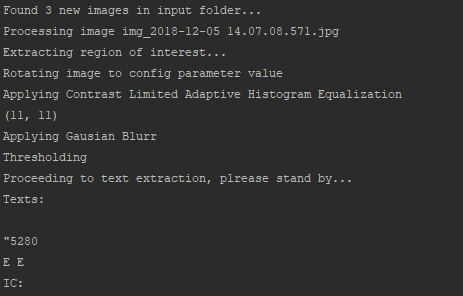 Found 3 new images in input folder...
Processing image img_2018-12-05 14.07.08.571.jpg
Extracting region of interest...
Rotating image to config parameter value
Applying Contrast Limited Adaptive Histogram Equalization
(11, 11)
Applying Gausian Blurr
Thresholding
Proceeding to text extraction, plrease stand by...
Texts:
"5280
E E
IC: